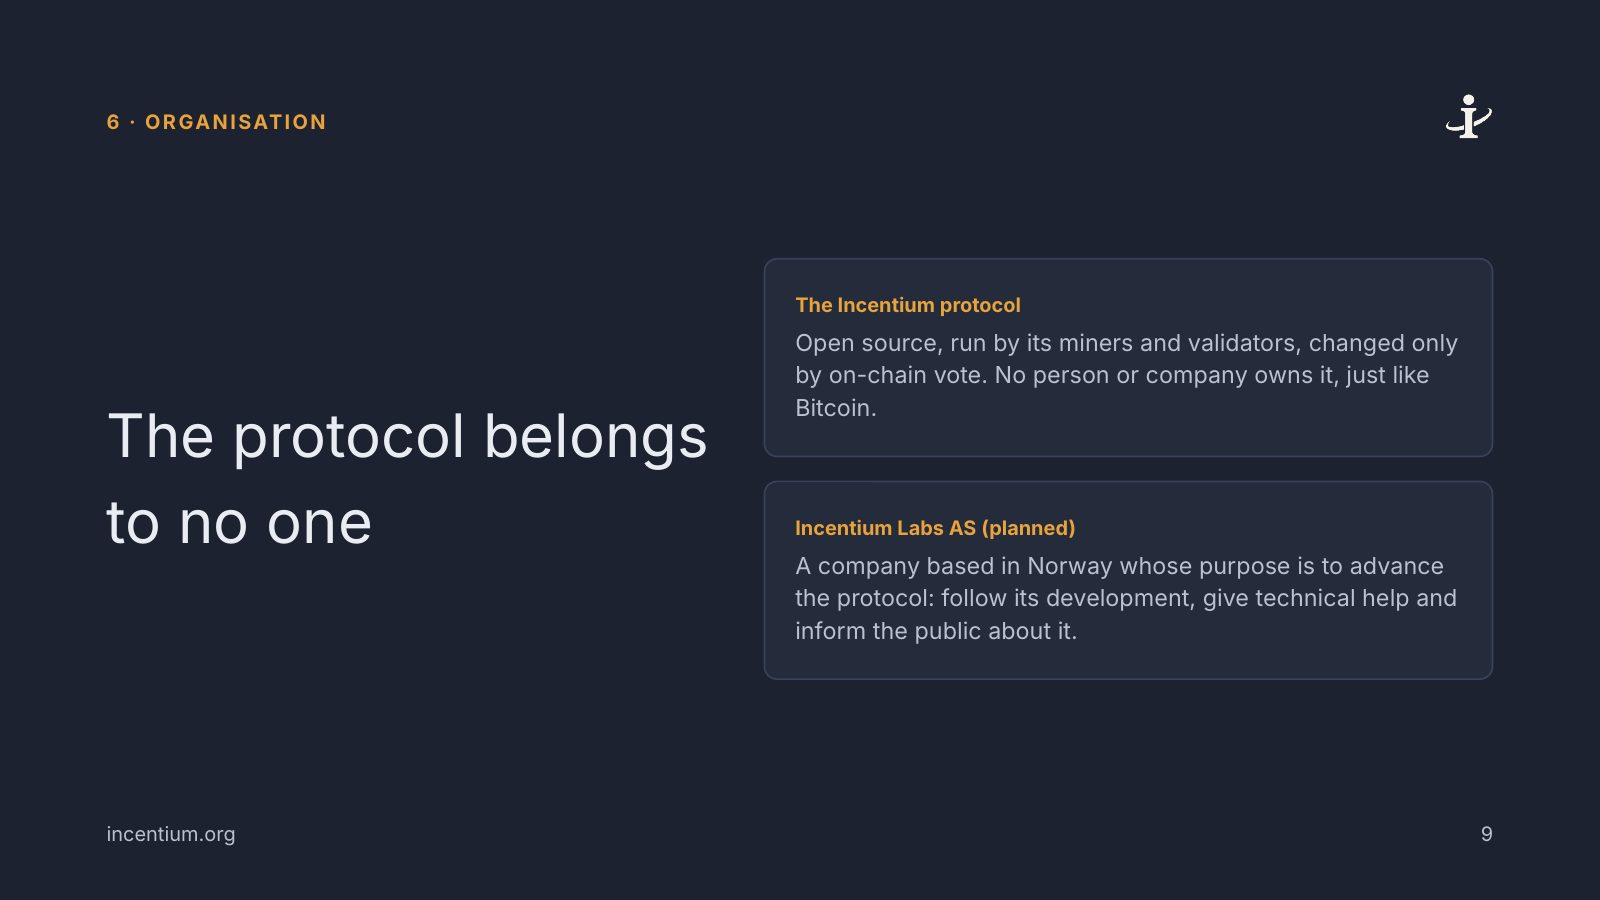 6 · ORGANISATION
The protocol belongs
to no one
The Incentium protocol
Open source, run by its miners and validators, changed only
by on-chain vote. No person or company owns it, just like
Bitcoin.
Incentium Labs AS (planned)
A company based in Norway whose purpose is to advance
the protocol: follow its development, give technical help and
inform the public about it.
incentium.org
9